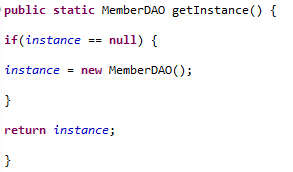 public static MemberDAO getInstance() {
if(instance == null) {
instance = new MemberDAO();
}
return instance;
}